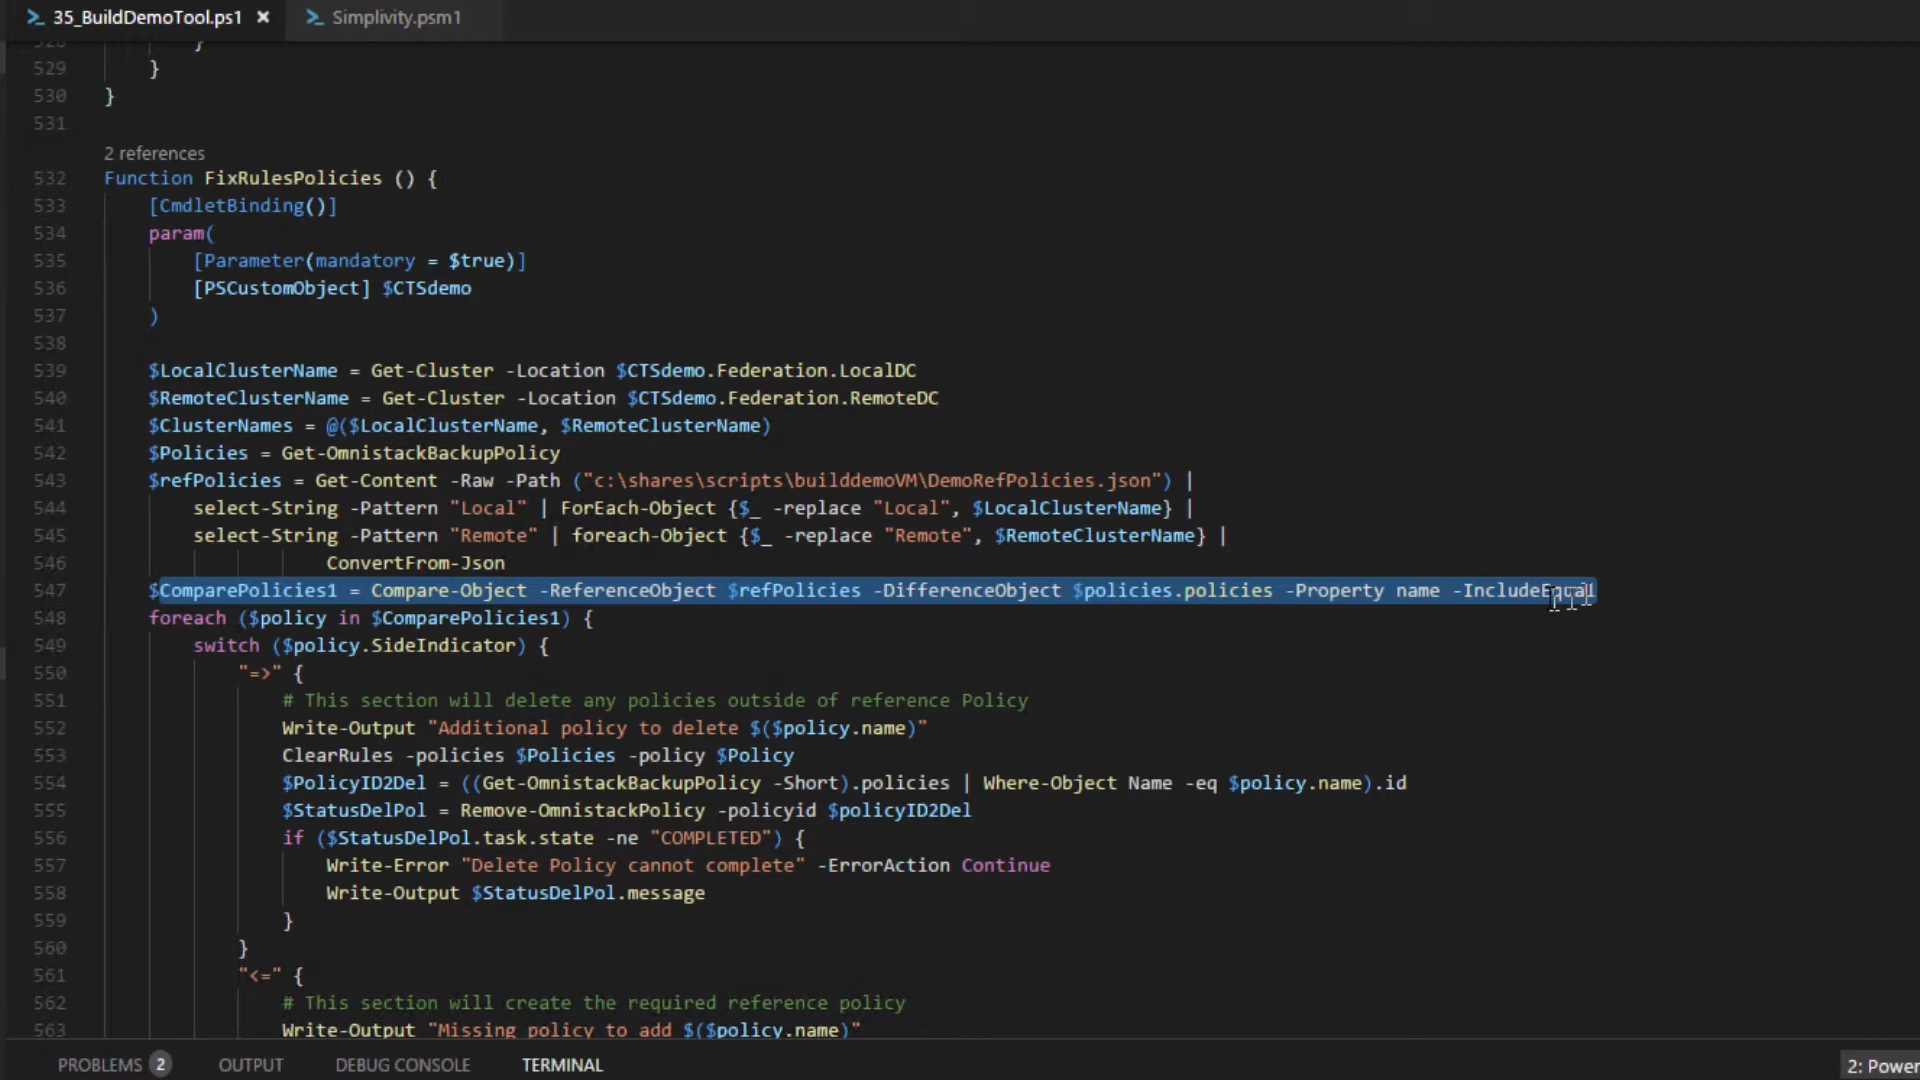 35_BuildDemoTool.ps1
Simplivity.psm1
528 }
529 }
530 }
531
2 references
532 Function FixRulesPolicies () {
533 [CmdletBinding()]
534 param(
535 [Parameter(mandatory = $true)]
536 [PSCustomObject] $CTSdemo
537 )
538
539 $LocalClusterName = Get-Cluster -Location $CTSdemo.Federation.LocalDC
540 $RemoteClusterName = Get-Cluster -Location $CTSdemo.Federation.RemoteDC
541 $ClusterNames = @($LocalClusterName, $RemoteClusterName)
542 $Policies = Get-OmnistackBackupPolicy
543 $refPolicies = Get-Content -Raw -Path ("c:\shares\scripts\builddemoVM\DemoRefPolicies.json") |
544 select-String -Pattern "Local" | ForEach-Object {$_ -replace "Local", $LocalClusterName} |
545 select-String -Pattern "Remote" | foreach-Object {$_ -replace "Remote", $RemoteClusterName} |
546 ConvertFrom-Json
547 $ComparePolicies1 = Compare-Object -ReferenceObject $refPolicies -DifferenceObject $policies.policies -Property name -IncludeEqual
548 foreach ($policy in $ComparePolicies1) {
549 switch ($policy.SideIndicator) {
550 "=>" {
551 # This section will delete any policies outside of reference Policy
552 Write-Output "Additional policy to delete $($policy.name)"
553 ClearRules -policies $Policies -policy $Policy
554 $PolicyID2Del = ((Get-OmnistackBackupPolicy -Short).policies | Where-Object Name -eq $policy.name).id
555 $StatusDelPol = Remove-OmnistackPolicy -policyid $policyID2Del
556 if ($StatusDelPol.task.state -ne "COMPLETED") {
557 Write-Error "Delete Policy cannot complete" -ErrorAction Continue
558 Write-Output $StatusDelPol.message
559 }
560 }
561 "<=" {
562 # This section will create the required reference policy
563 Write-Output "Missing policy to add $($policy.name)"
PROBLEMS 2 OUTPUT DEBUG CONSOLE TERMINAL 2: Power